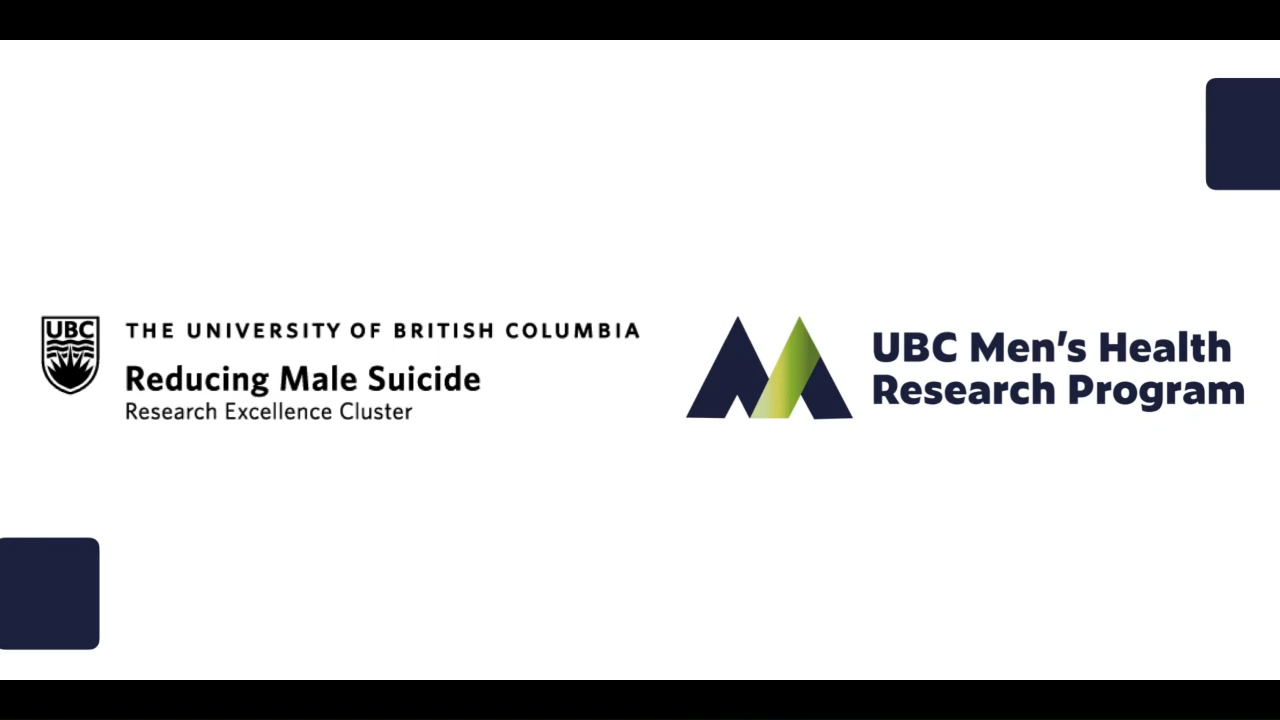 UBC
THE UNIVERSITY OF BRITISH COLUMBIA
Reducing Male Suicide
Research Excellence Cluster
UBC Men's Health
Research Program